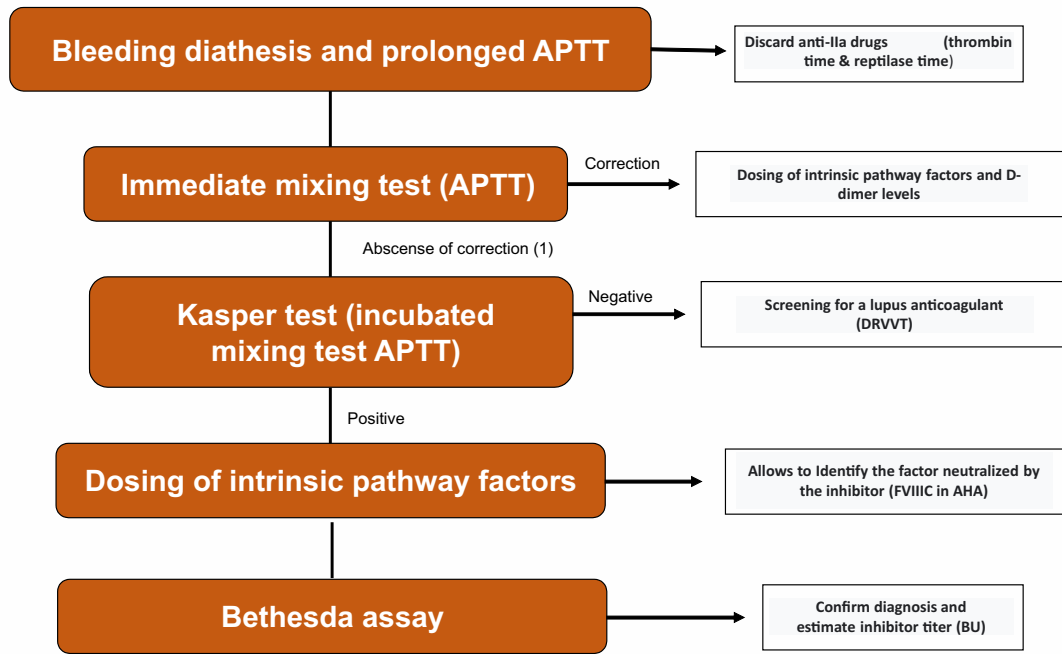 Bleeding diathesis and prolonged APTT
Discard anti-IIa drugs (thrombin
time & reptilase time)
Immediate mixing test (APTT)
Correction
Dosing of intrinsic pathway factors and D-
dimer levels
Abscense of correction (1)
Kasper test (incubated
mixing test APTT)
Negative
Screening for a lupus anticoagulant
(DRVVT)
Positive
Dosing of intrinsic pathway factors
Allows to Identify the factor neutralized by
the inhibitor (FVIIIC in AHA)
Bethesda assay
Confirm diagnosis and
estimate inhibitor titer (BU)